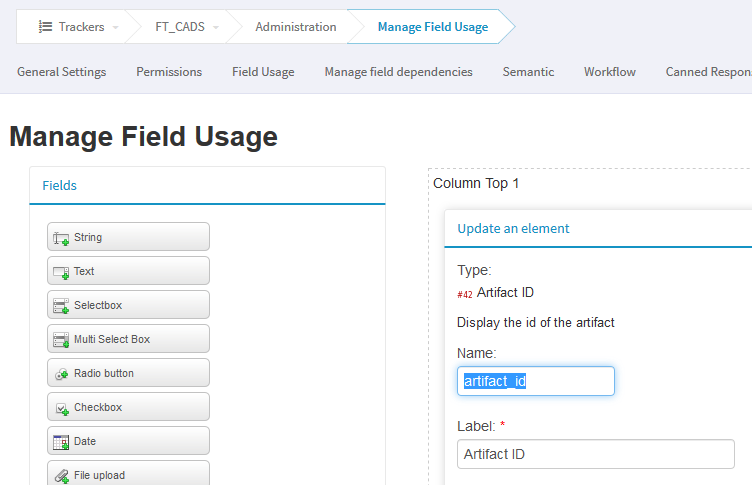 Trackers FT_CADS Administration Manage Field Usage
General Settings Permissions Field Usage Manage field dependencies Semantic Workflow Canned Respon
Manage Field Usage
Fields
String
Text
Selectbox
Multi Select Box
Radio button
Checkbox
Date
File upload
Column Top 1
Update an element
Type:
#42 Artifact ID
Display the id of the artifact
Name:
artifact_id
Label: *
Artifact ID